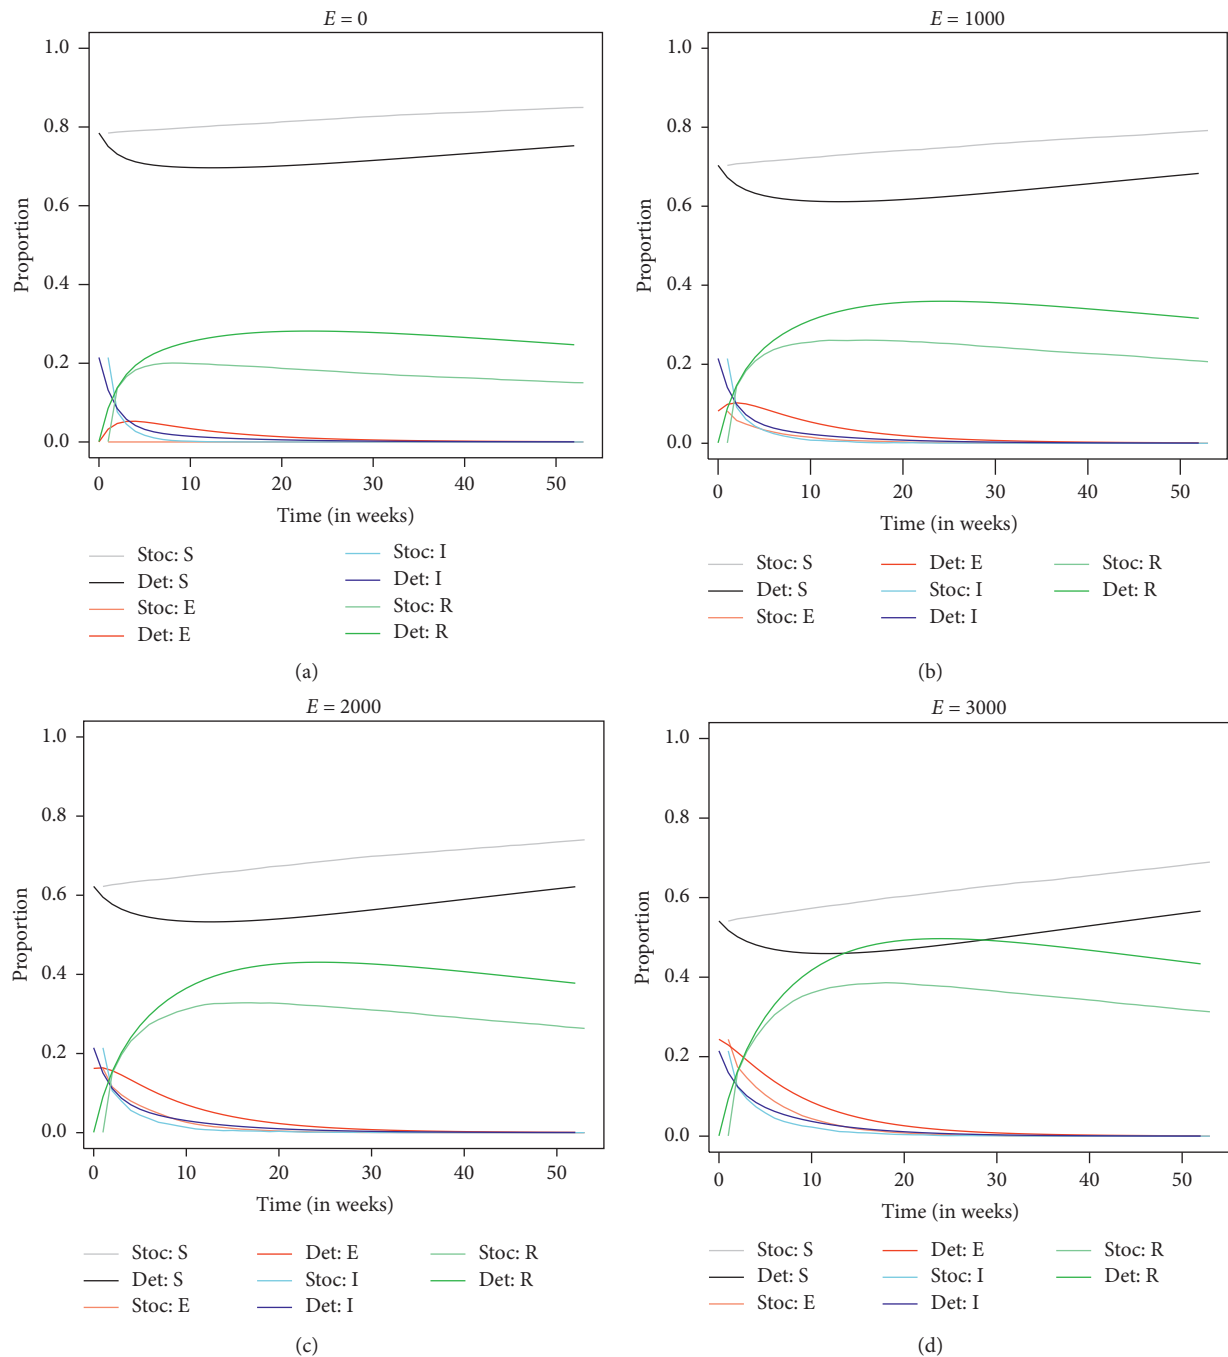 E = 0
1.0
0.8
0.6
0.4
0.2
0.0
Proportion
0 10 20 30 40 50
Time (in weeks)
Stoc: S
Det: S
Stoc: E
Det: E
Stoc: I
Det: I
Stoc: R
Det: R
(a)
E = 1000
1.0
0.8
0.6
0.4
0.2
0.0
Proportion
0 10 20 30 40 50
Time (in weeks)
Stoc: S
Det: S
Stoc: E
Det: E
Stoc: I
Det: I
Stoc: R
Det: R
(b)
E = 2000
1.0
0.8
0.6
0.4
0.2
0.0
Proportion
0 10 20 30 40 50
Time (in weeks)
Stoc: S
Det: S
Stoc: E
Det: E
Stoc: I
Det: I
Stoc: R
Det: R
(c)
E = 3000
1.0
0.8
0.6
0.4
0.2
0.0
Proportion
0 10 20 30 40 50
Time (in weeks)
Stoc: S
Det: S
Stoc: E
Det: E
Stoc: I
Det: I
Stoc: R
Det: R
(d)